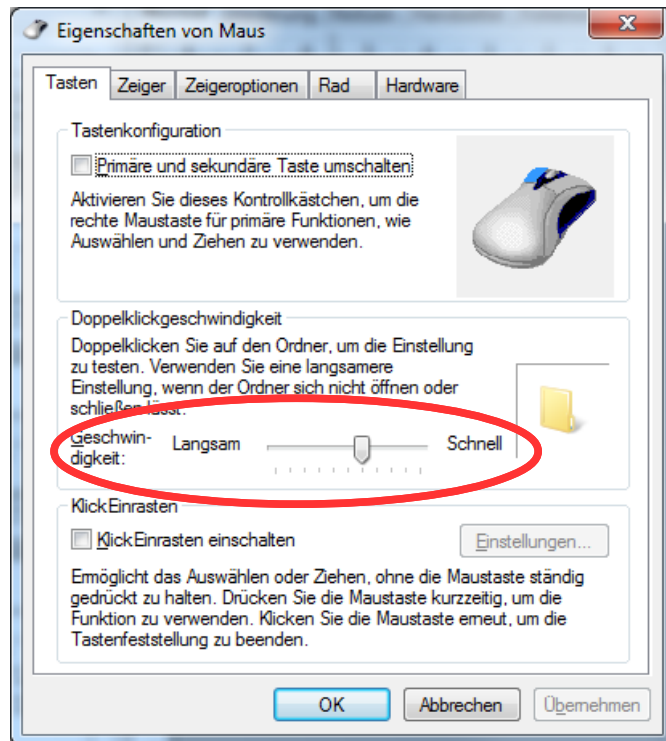 Eigenschaften von Maus
Tasten Zeiger Zeigeroptionen Rad Hardware
Tastenkonfiguration
Primäre und sekundäre Taste umschalten
Aktivieren Sie dieses Kontrollkästchen, um die
rechte Maustaste für primäre Funktionen, wie
Auswählen und Ziehen zu verwenden.
Doppelklickgeschwindigkeit
Doppelklicken Sie auf den Ordner, um die Einstellung
zu testen. Verwenden Sie eine langsamere
Einstellung, wenn der Ordner sich nicht öffnen oder
schließen lässt.
Geschwin-
digkeit:
Langsam
Schnell
KlickEinrasten
KlickEinrasten einschalten
Einstellungen...
Ermöglicht das Auswählen oder Ziehen, ohne die Maustaste ständig
gedrückt zu halten. Drücken Sie die Maustaste kurzzeitig, um die
Funktion zu verwenden. Klicken Sie die Maustaste erneut, um die
Tastenfeststellung zu beenden.
OK Abbrechen Übernehmen